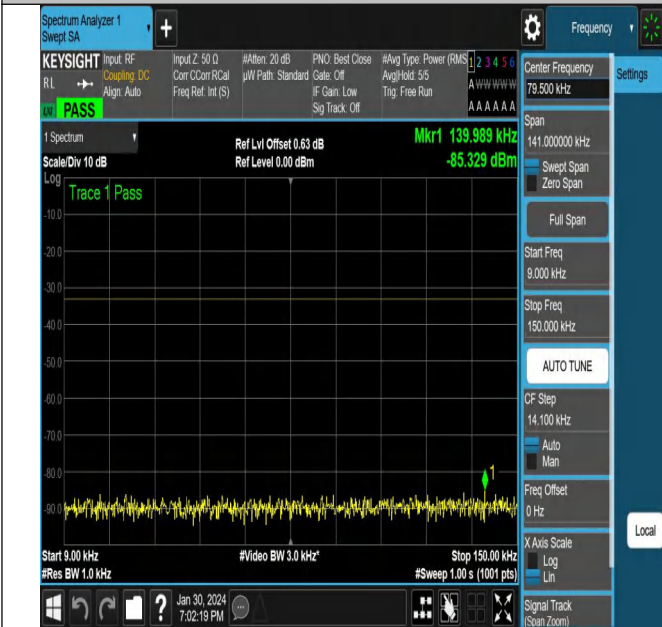 Spectrum Analyzer 1
Swept SA
+
Frequency
KEYSIGHT
RL
PASS
Input: RF
Coupling: DC
Align: Auto
Input Z: 50 Ω
Corr CCorr RCal
Freq Ref: Int (S)
#Atten: 20 dB
µW Path: Standard
PNO: Best Close
Gate: Off
IF Gain: Low
Sig Track: Off
#Avg Type: Power (RMS
Avg|Hold: 5/5
Trig: Free Run
1 2 3 4 5 6
A W W W W W
A A A A A A
1 Spectrum
Scale/Div 10 dB
Ref Lvl Offset 0.63 dB
Ref Level 0.00 dBm
Mkr1 139.989 kHz
-85.329 dBm
Log
Trace 1 Pass
-10.0
-20.0
-30.0
-40.0
-50.0
-60.0
-70.0
-80.0
-90.0
1
Start 9.00 kHz
#Res BW 1.0 kHz
#Video BW 3.0 kHz*
Stop 150.00 kHz
#Sweep 1.00 s (1001 pts)
Jan 30, 2024
7:02:19 PM
Center Frequency
79.500 kHz
Settings
Span
141.000000 kHz
Swept Span
Zero Span
Full Span
Start Freq
9.000 kHz
Stop Freq
150.000 kHz
AUTO TUNE
CF Step
14.100 kHz
Auto
Man
Freq Offset
0 Hz
Local
X Axis Scale
Log
Lin
Signal Track
(Span Zoom)